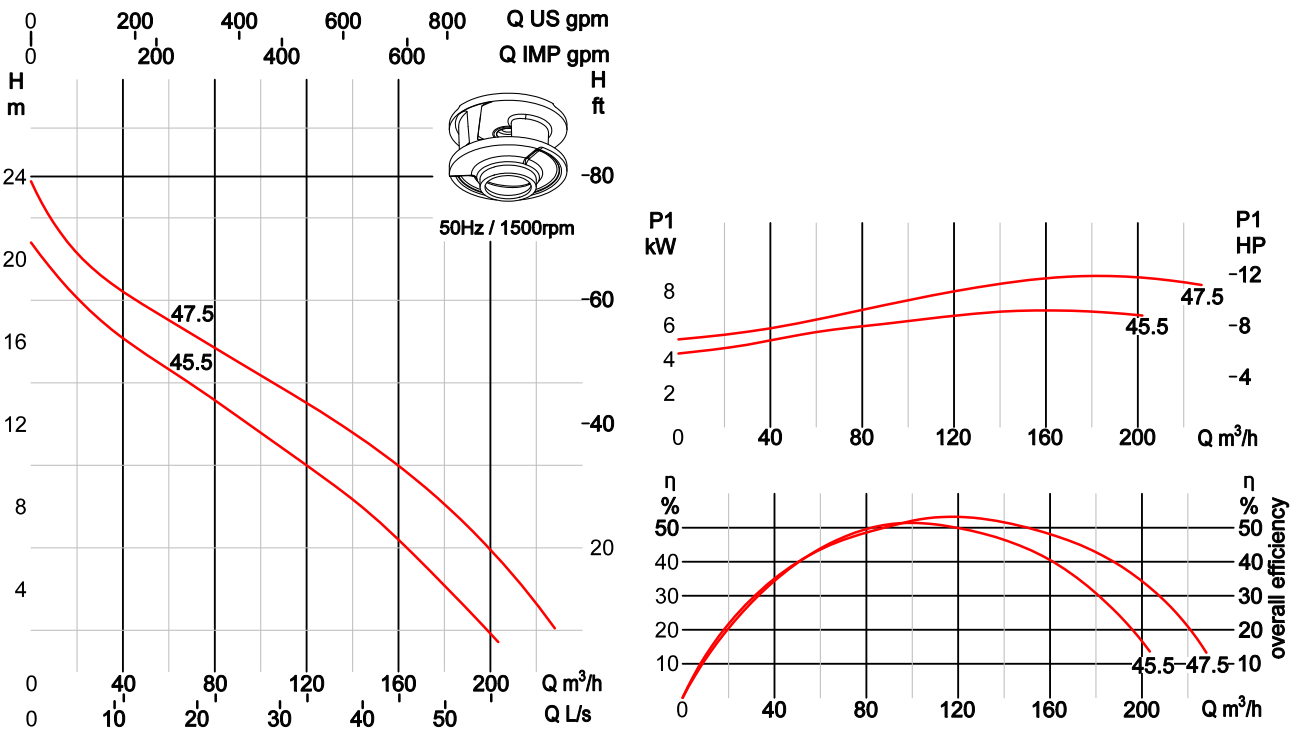 0 200 400 600 800 Q US gpm
0 200 400 600 Q IMP gpm
H H
m ft
24 80
50Hz / 1500rpm
20
60
47.5
16
45.5
12 40
8
20
4
0 40 80 120 160 200 Q m³/h
0 10 20 30 40 50 Q L/s
P1 P1
kW HP
12
8
47.5
6 8
45.5
4
4
2
0 40 80 120 160 200 Q m³/h
η η
% %
50 50
40 40
30 30
20 20
10 45.5 47.5 10
overall efficiency
0 40 80 120 160 200 Q m³/h